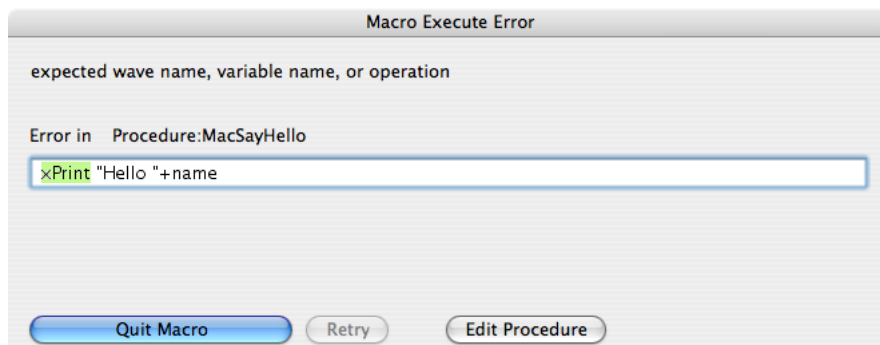 Macro Execute Error
expected wave name, variable name, or operation
Error in Procedure:MacSayHello
xPrint "Hello "+name
Quit Macro Retry Edit Procedure